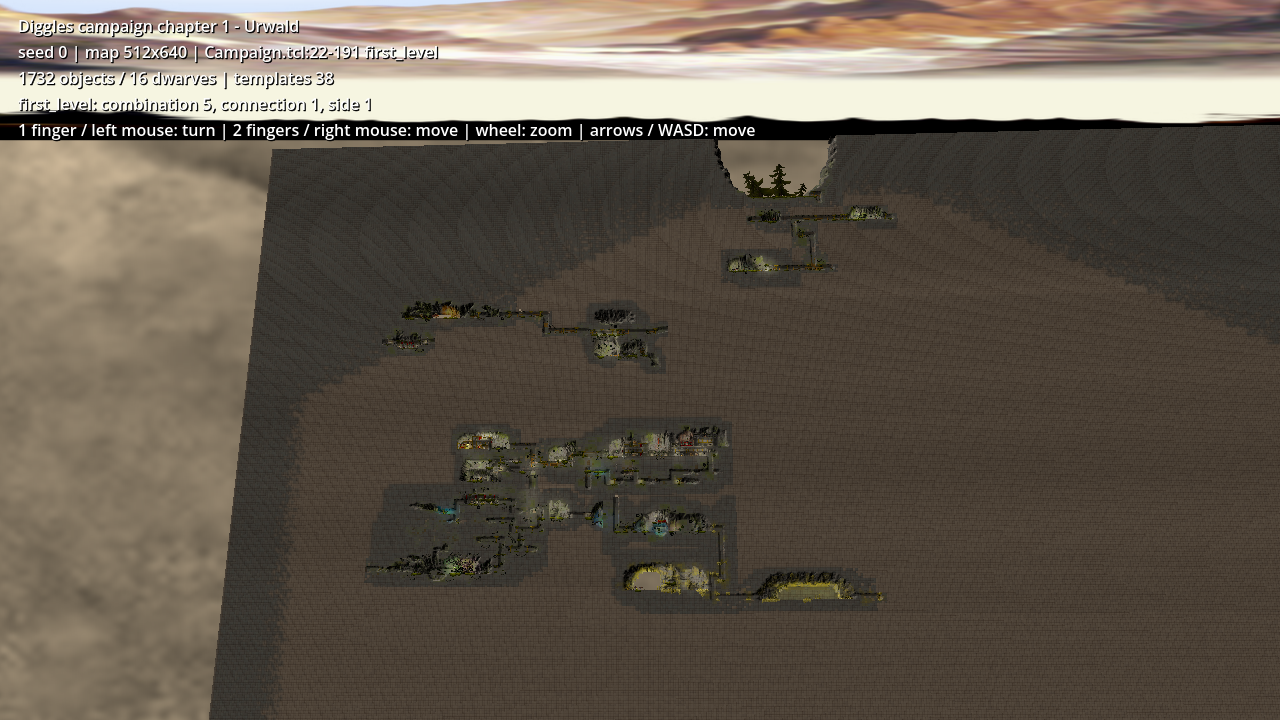 Diggles campaign chapter 1 - Urwald
seed 0 | map 512x640 | Campaign.tcl:22-191 first_level
1732 objects / 16 dwarves | templates 38
first_level: combination 5, connection 1, side 1
1 finger / left mouse: turn | 2 fingers / right mouse: move | wheel: zoom | arrows / WASD: move